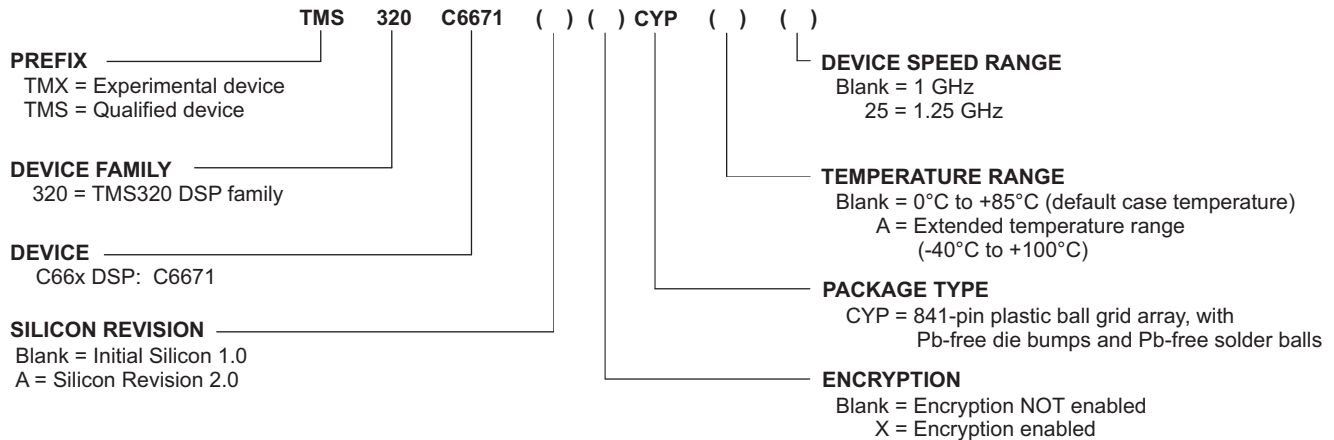 TMS 320 C6671 ( ) ( ) CYP ( ) ( )
PREFIX
TMX = Experimental device
TMS = Qualified device
DEVICE FAMILY
320 = TMS320 DSP family
DEVICE
C66x DSP: C6671
SILICON REVISION
Blank = Initial Silicon 1.0
A = Silicon Revision 2.0
DEVICE SPEED RANGE
Blank = 1 GHz
25 = 1.25 GHz
TEMPERATURE RANGE
Blank = 0°C to +85°C (default case temperature)
A = Extended temperature range
(-40°C to +100°C)
PACKAGE TYPE
CYP = 841-pin plastic ball grid array, with
Pb-free die bumps and Pb-free solder balls
ENCRYPTION
Blank = Encryption NOT enabled
X = Encryption enabled